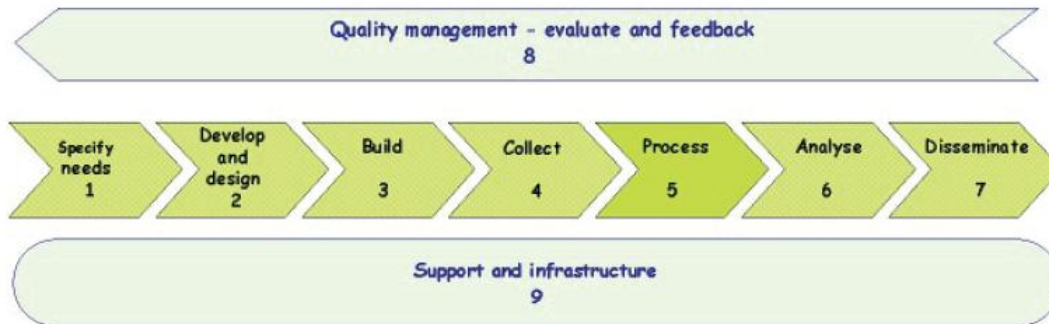 Quality management - evaluate and feedback
8
Specify
needs
1
Develop
and
design
2
Build
3
Collect
4
Process
5
Analyse
6
Disseminate
7
Support and infrastructure
9